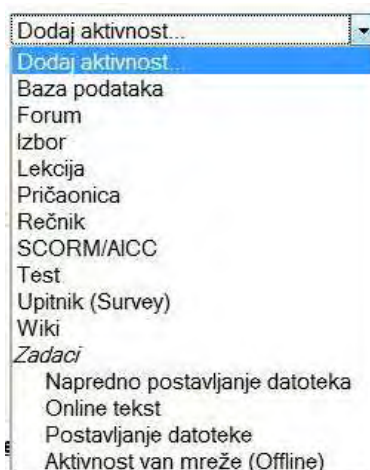 Dodaj aktivnost...
Dodaj aktivnost...
Baza podataka
Forum
Izbor
Lekcija
Pričaonica
Rečnik
SCORM/AICC
Test
Upitnik (Survey)
Wiki
Zadaci
Napredno postavljanje datoteka
Online tekst
Postavljanje datoteke
Aktivnost van mreže (Offline)